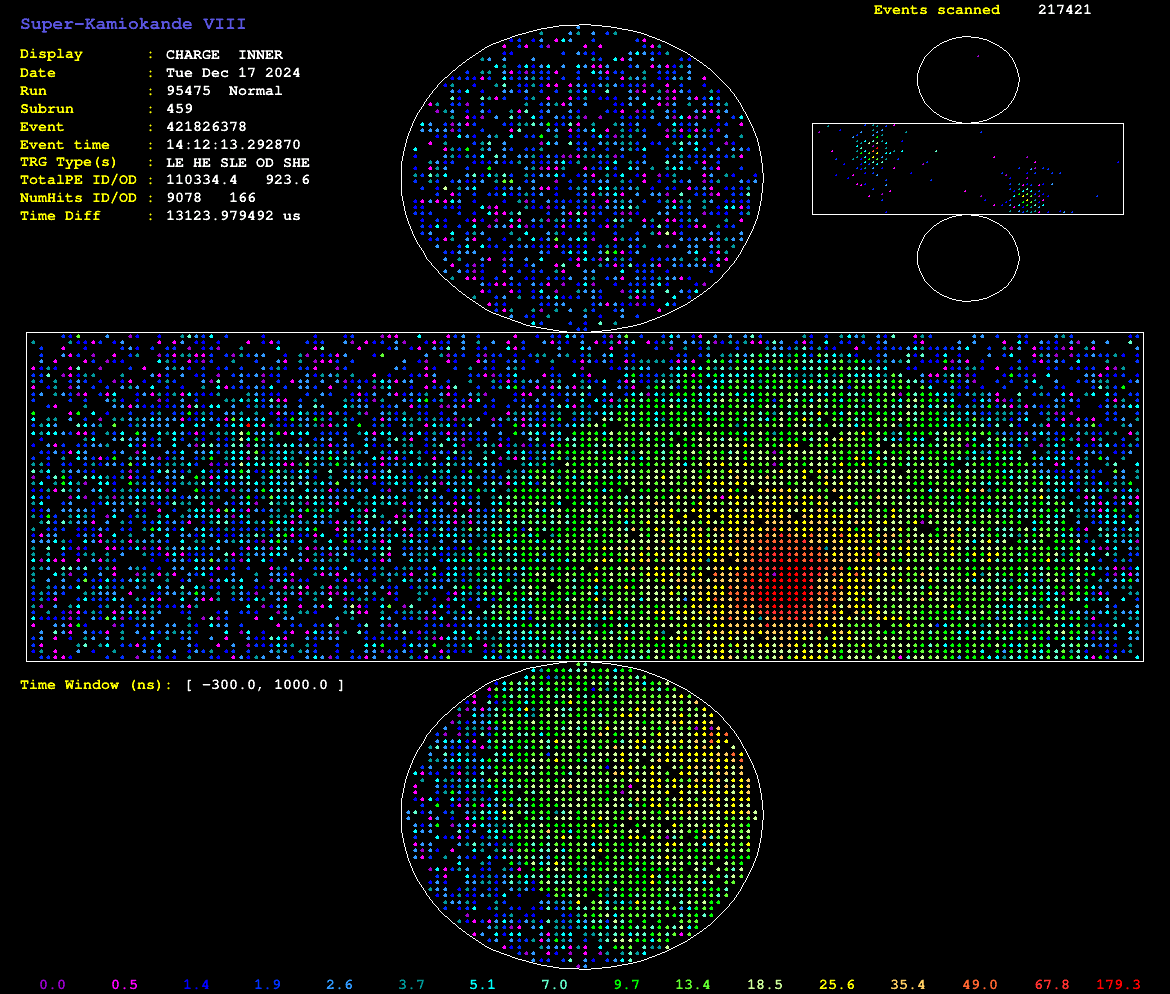 Super-Kamiokande VIII
Events scanned 217421
Display : CHARGE INNER
Date : Tue Dec 17 2024
Run : 95475 Normal
Subrun : 459
Event : 421826378
Event time : 14:12:13.292870
TRG Type(s) : LE HE SLE OD SHE
TotalPE ID/OD : 110334.4 923.6
NumHits ID/OD : 9078 166
Time Diff : 13123.979492 us
Time Window (ns): [ −300.0, 1000.0 ]
0.0 0.5 1.4 1.9 2.6 3.7 5.1 7.0 9.7 13.4 18.5 25.6 35.4 49.0 67.8 179.3